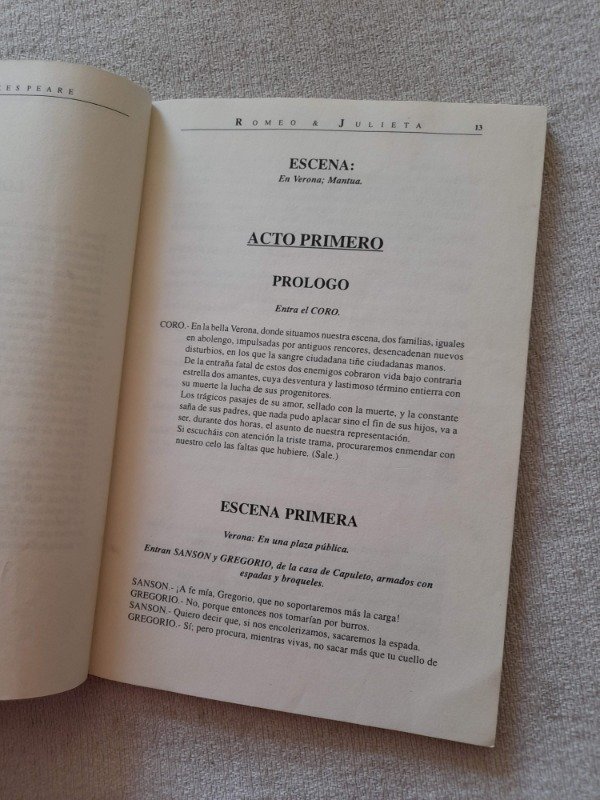 ESPEARE
ROMEO & JULIETA 13
ESCENA:
En Verona; Mantua.
ACTO PRIMERO
PROLOGO
Entra el CORO.
CORO.- En la bella Verona, donde situamos nuestra escena, dos familias, iguales
en abolengo, impulsadas por antiguos rencores, desencadenan nuevos
disturbios, en los que la sangre ciudadana tiñe ciudadanas manos.
De la entraña fatal de estos dos enemigos cobraron vida bajo contraria
estrella dos amantes, cuya desventura y lastimoso término entierra con
su muerte la lucha de sus progenitores.
Los trágicos pasajes de su amor, sellado con la muerte, y la constante
saña de sus padres, que nada pudo aplacar sino el fin de sus hijos, va a
ser, durante dos horas, el asunto de nuestra representación.
Si escucháis con atención la triste trama, procuraremos enmendar con
nuestro celo las faltas que hubiere. (Sale.)
ESCENA PRIMERA
Verona: En una plaza pública.
Entran SANSON y GREGORIO, de la casa de Capuleto, armados con
espadas y broqueles.
SANSON.- ¡A fe mía, Gregorio, que no soportaremos más la carga!
GREGORIO.- No, porque entonces nos tomarían por burros.
SANSON.- Quiero decir que, si nos encolerizamos, sacaremos la espada.
GREGORIO.- Sí; pero procura, mientras vivas, no sacar más que tu cuello de